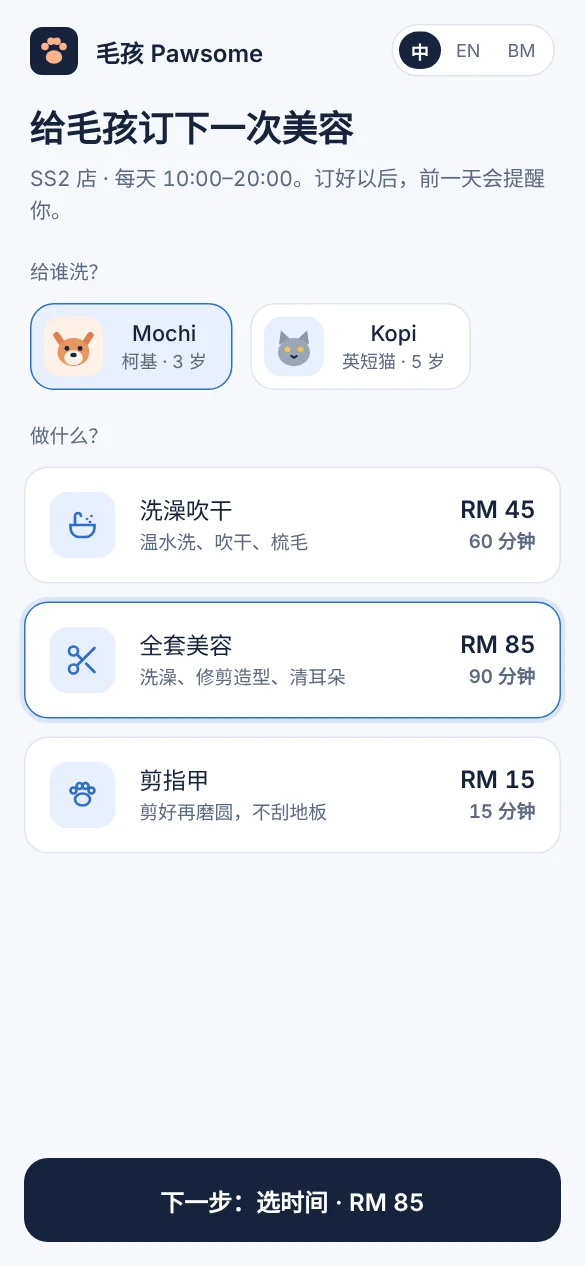 毛孩 Pawsome
中 EN BM
给毛孩订下一次美容
SS2 店 · 每天 10:00–20:00。订好以后，前一天会提醒
你。
给谁洗？
Mochi
柯基 · 3 岁
Kopi
英短猫 · 5 岁
做什么？
洗澡吹干
RM 45
温水洗、吹干、梳毛
60 分钟
全套美容
RM 85
洗澡、修剪造型、清耳朵
90 分钟
剪指甲
RM 15
剪好再磨圆，不刮地板
15 分钟
下一步：选时间 · RM 85